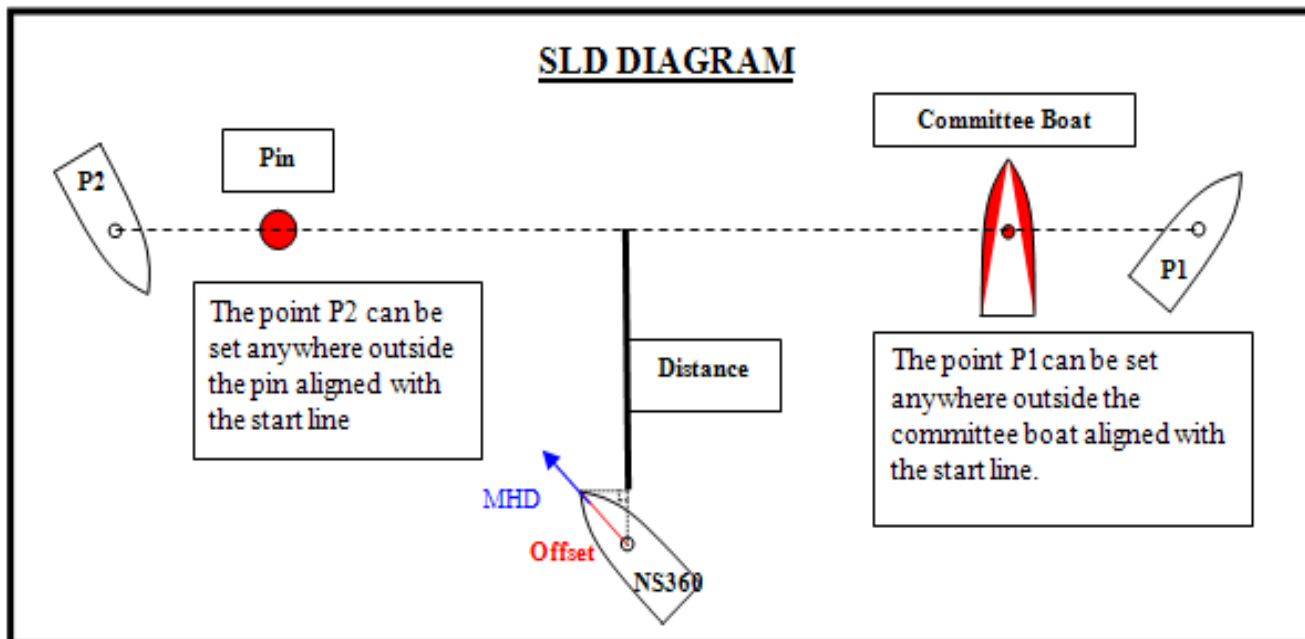 SLD DIAGRAM
Committee Boat
Pin
P2
P1
The point P2 can be
set anywhere outside
the pin aligned with
the start line
Distance
The point P1can be set
anywhere outside the
committee boat aligned with
the start line.
MHD
Offset
NS360